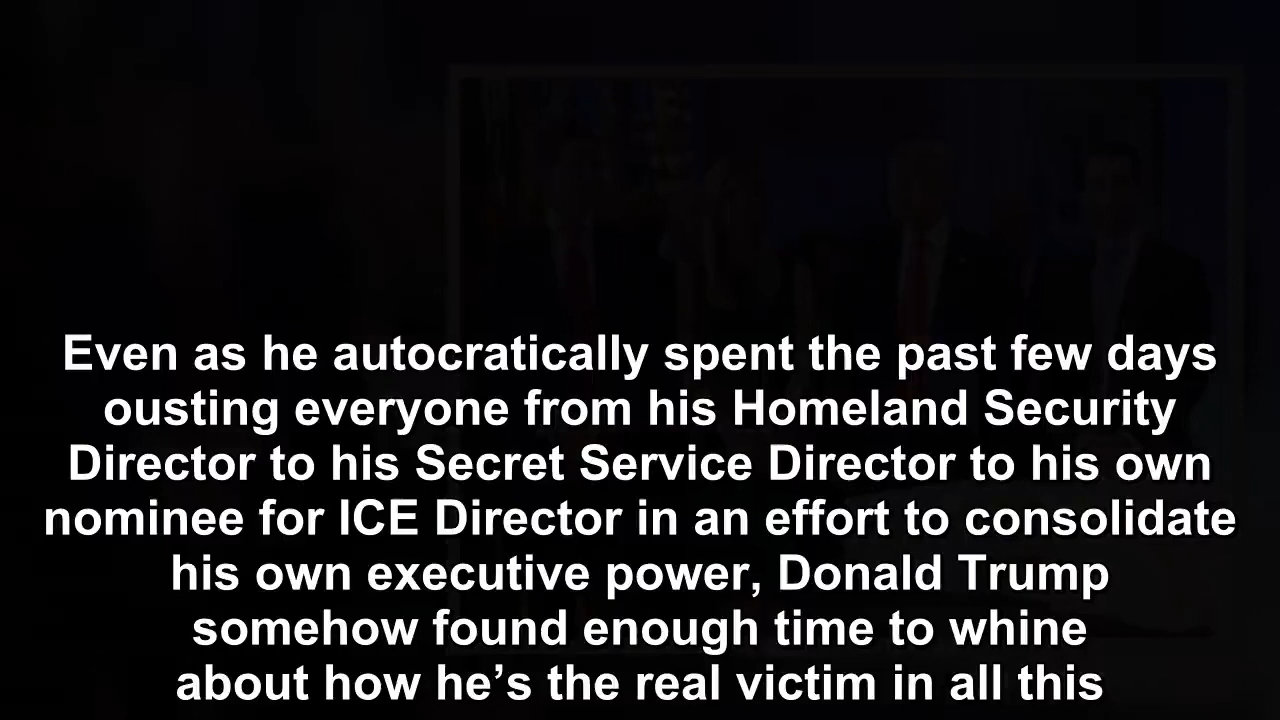 Even as he autocratically spent the past few days
ousting everyone from his Homeland Security
Director to his Secret Service Director to his own
nominee for ICE Director in an effort to consolidate
his own executive power, Donald Trump
somehow found enough time to whine
about how he’s the real victim in all this